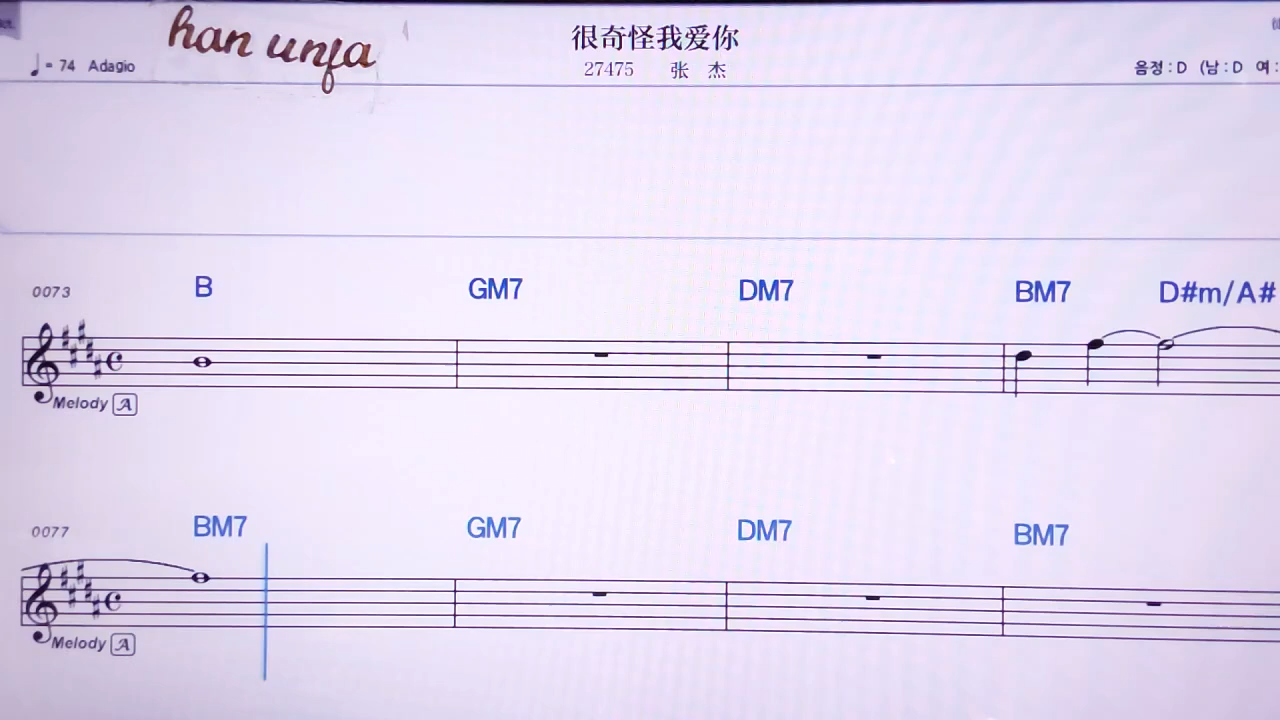 han unfa
很奇怪我爱你
♩= 74 Adagio
27475 张 杰
음정 : D (남 : D 여 :
0073 B GM7 DM7 BM7 D#m/A#
Melody A
0077 BM7 GM7 DM7 BM7
Melody A